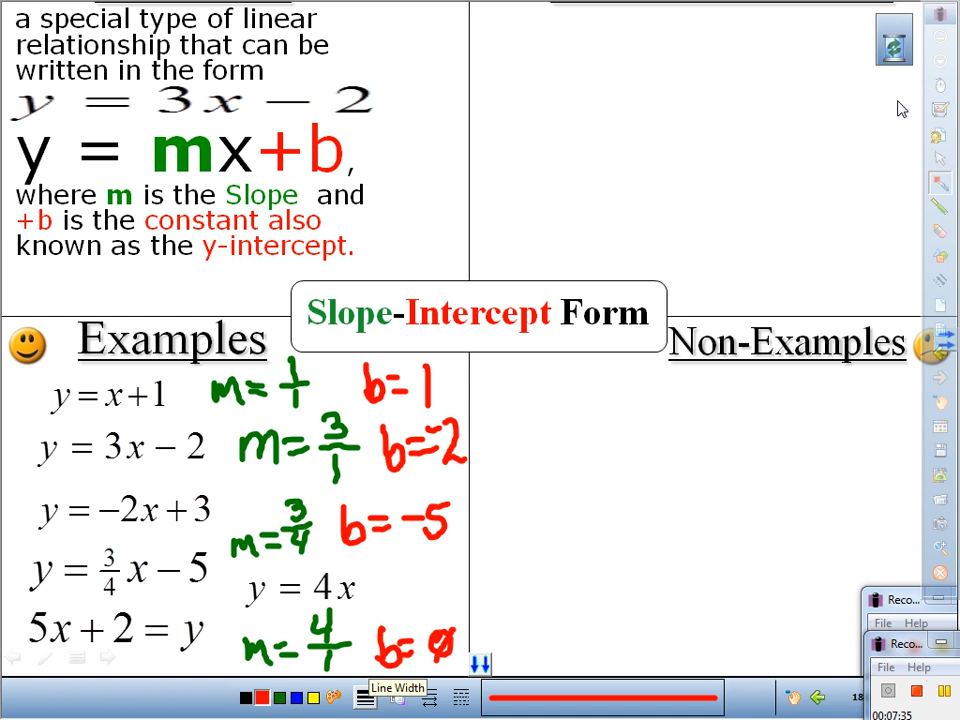 a special type of linear
relationship that can be
written in the form
y = 3x − 2
y = mx+b,
where m is the Slope and
+b is the constant also
known as the y-intercept.
Slope-Intercept Form
Examples
y = x+1 m = 1/1 b = 1
y = 3x − 2 m = 3/1 b = -2
y = −2x + 3
m = 3/4 b = -5
y = 3/4 x − 5
y = 4x
5x + 2 = y m = 4/1 b = 0
Non-Examples
Line Width
Reco...
File Help
Reco...
File Help
00:07:35
18